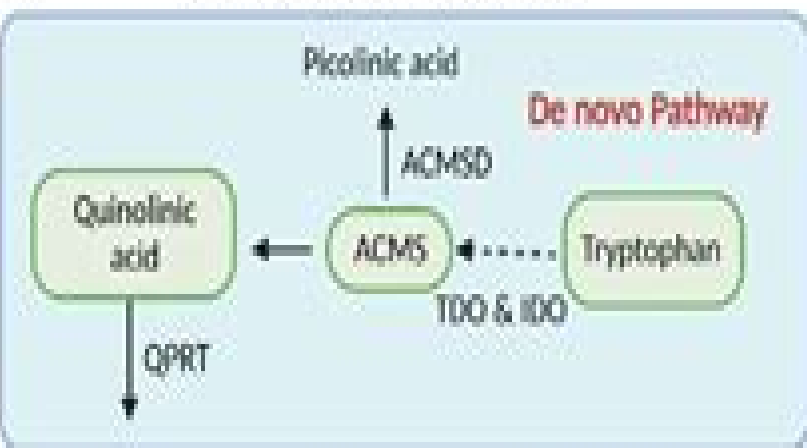 Picolinic acid
De novo Pathway
ACMSD
Quinolinic
acid
ACMS
Tryptophan
TDO & IDO
QPRT